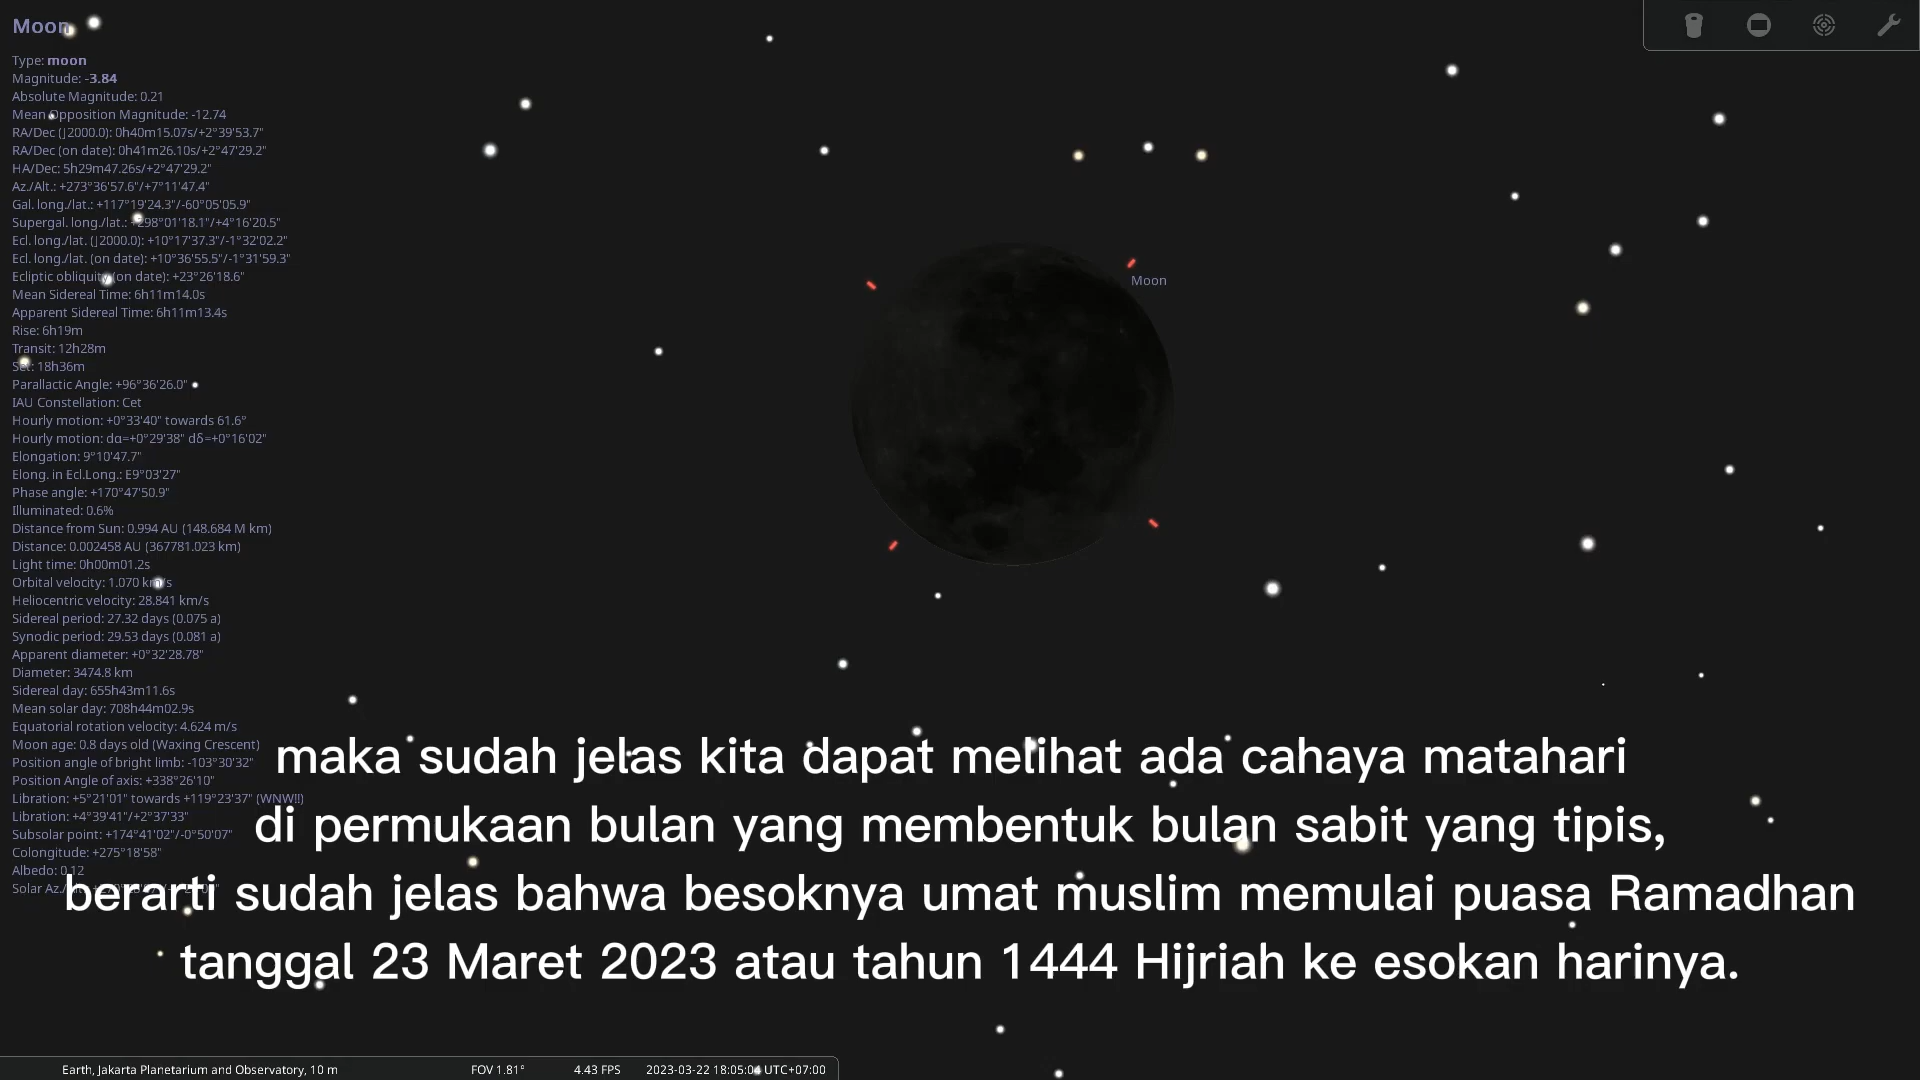 Moon
Type: moon
Magnitude: -3.84
Absolute Magnitude: 0.21
Mean Opposition Magnitude: -12.74
RA/Dec (J2000.0): 0h40m15.07s/+2°39'53.7"
RA/Dec (on date): 0h41m26.10s/+2°47'29.2"
HA/Dec: 5h29m47.26s/+2°47'29.2"
Az./Alt.: +273°36'57.6"/+7°11'47.4"
Gal. long./lat.: +117°19'24.3"/-60°05'05.9"
Supergal. long./lat.: +298°01'18.1"/+4°16'20.5"
Ecl. long./lat. (J2000.0): +10°17'37.3"/-1°32'02.2"
Ecl. long./lat. (on date): +10°36'55.5"/-1°31'59.3"
Ecliptic obliquity (on date): +23°26'18.6"
Mean Sidereal Time: 6h11m14.0s
Apparent Sidereal Time: 6h11m13.4s
Rise: 6h19m
Transit: 12h28m
Set: 18h36m
Parallactic Angle: +96°36'26.0"
IAU Constellation: Cet
Hourly motion: +0°33'40" towards 61.6°
Hourly motion: dα=+0°29'38" dδ=+0°16'02"
Elongation: 9°10'47.7"
Elong. in Ecl.Long.: E9°03'27"
Phase angle: +170°47'50.9"
Illuminated: 0.6%
Distance from Sun: 0.994 AU (148.684 M km)
Distance: 0.002458 AU (367781.023 km)
Light time: 0h00m01.2s
Orbital velocity: 1.070 km/s
Heliocentric velocity: 28.841 km/s
Sidereal period: 27.32 days (0.075 a)
Synodic period: 29.53 days (0.081 a)
Apparent diameter: +0°32'28.78"
Diameter: 3474.8 km
Sidereal day: 655h43m11.6s
Mean solar day: 708h44m02.9s
Equatorial rotation velocity: 4.624 m/s
Moon age: 0.8 days old (Waxing Crescent)
Position angle of bright limb: -103°30'32"
Position Angle of axis: +338°26'10"
Libration: +5°21'01" towards +119°23'37" (WNW!!)
Libration: +4°39'41"/+2°37'33"
Subsolar point: +174°41'02"/-0°50'07"
Colongitude: +275°18'58"
Albedo: 0.12
Solar Az./
Moon
maka sudah jelas kita dapat melihat ada cahaya matahari
di permukaan bulan yang membentuk bulan sabit yang tipis,
berarti sudah jelas bahwa besoknya umat muslim memulai puasa Ramadhan
tanggal 23 Maret 2023 atau tahun 1444 Hijriah ke esokan harinya.
Earth, Jakarta Planetarium and Observatory, 10 m FOV 1.81° 4.43 FPS 2023-03-22 18:05:04 UTC+07:00